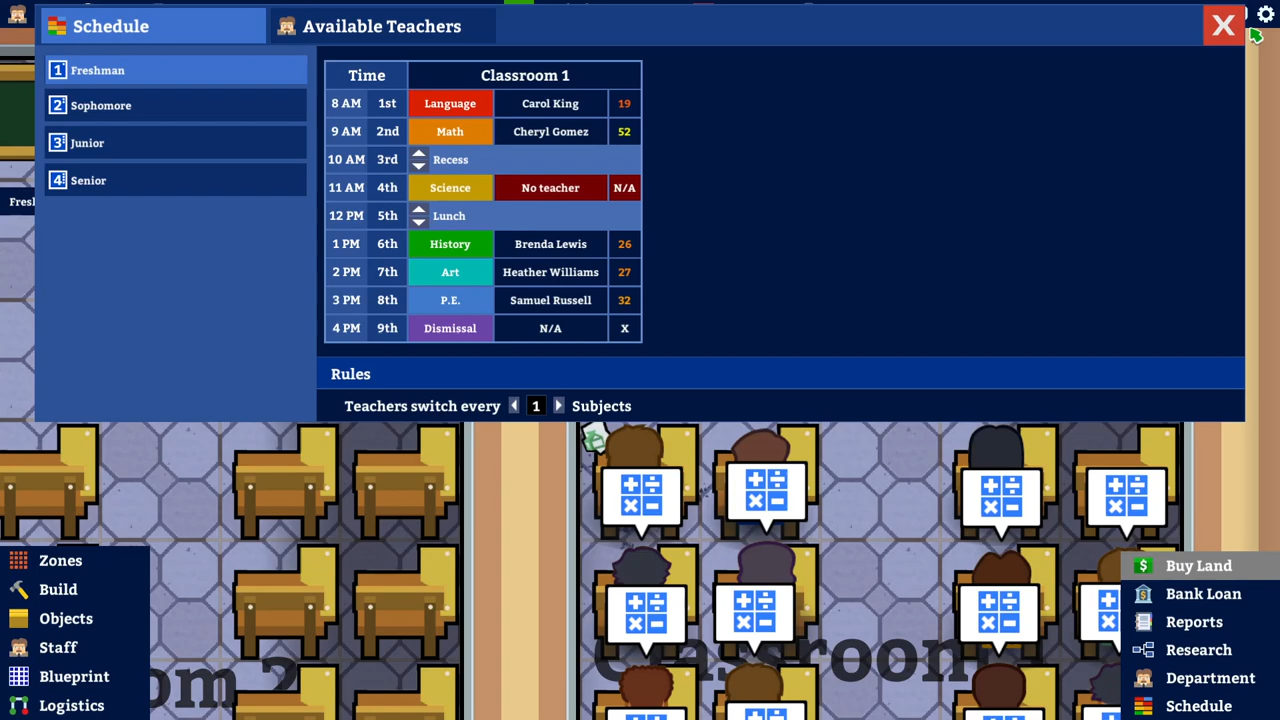 Schedule
Available Teachers
X
1 Freshman
2 Sophomore
3 Junior
4 Senior
Time Classroom 1
8 AM 1st Language Carol King 19
9 AM 2nd Math Cheryl Gomez 52
10 AM 3rd Recess
11 AM 4th Science No teacher N/A
12 PM 5th Lunch
1 PM 6th History Brenda Lewis 26
2 PM 7th Art Heather Williams 27
3 PM 8th P.E. Samuel Russell 32
4 PM 9th Dismissal N/A X
Rules
Teachers switch every 1 Subjects
Zones
Build
Objects
Staff
Blueprint
Logistics
Classroom
Buy Land
Bank Loan
Reports
Research
Department
Schedule